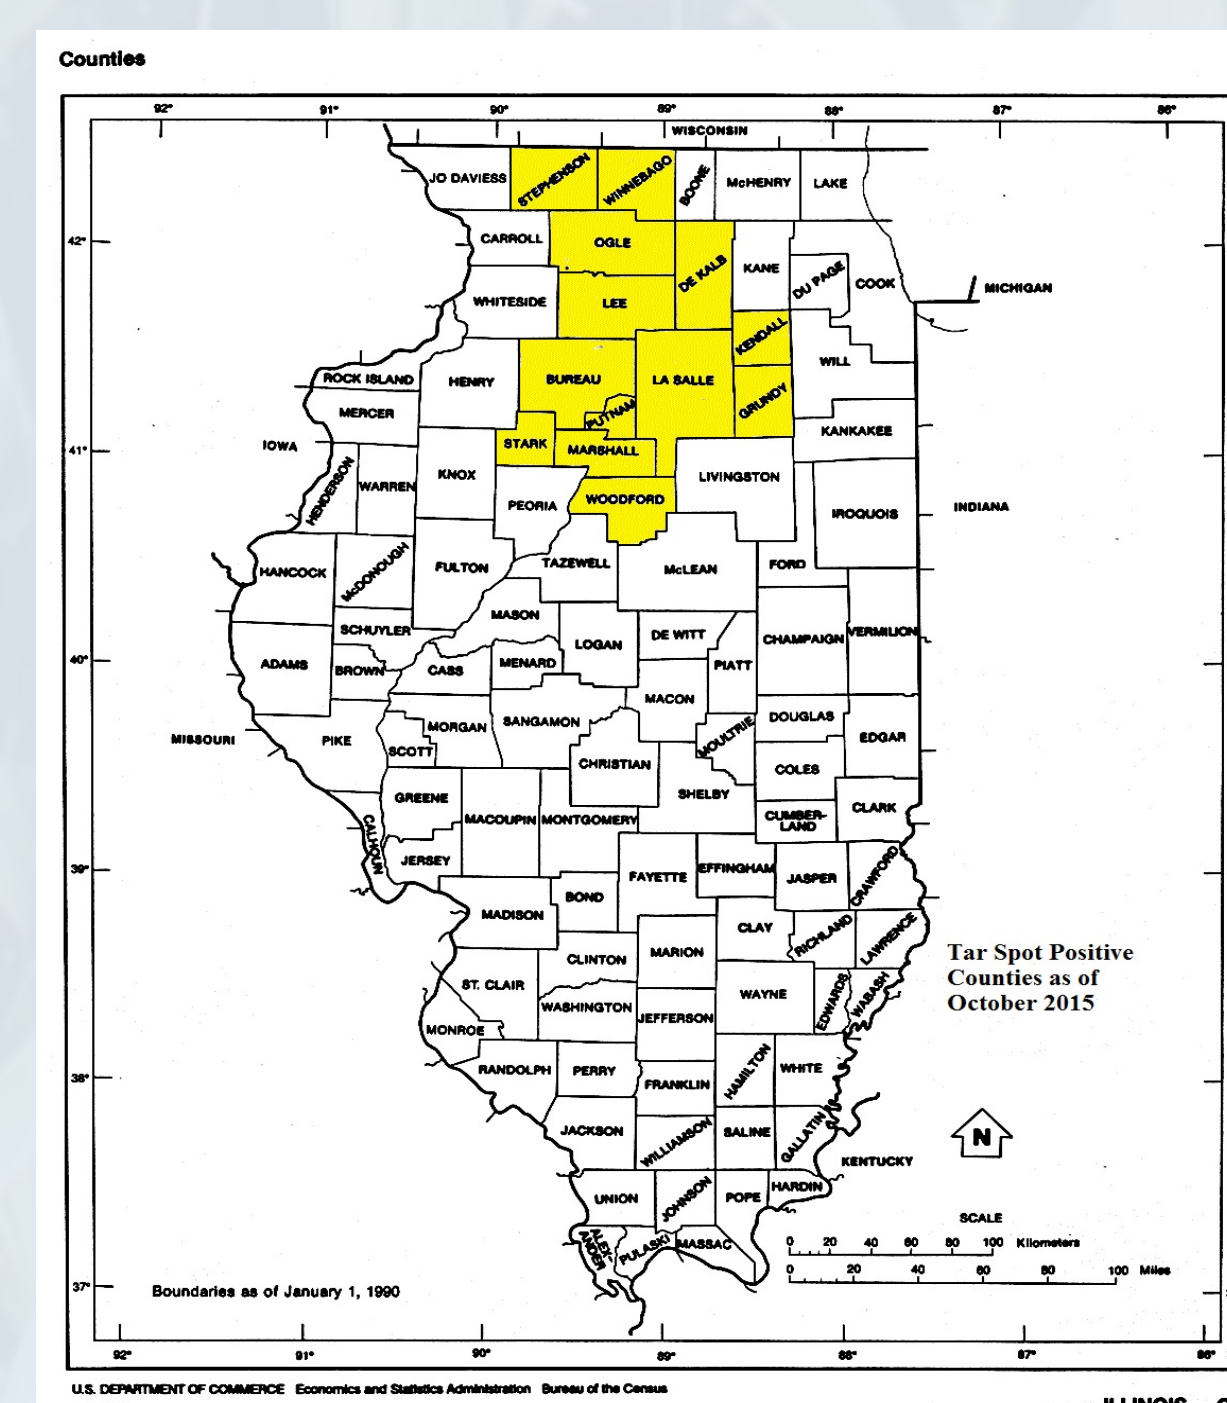 Counties
92° 91° 90° 89° 88° 87° 86°
WISCONSIN
JO DAVIESS STEPHENSON WINNEBAGO BOONE McHENRY LAKE
42° CARROLL OGLE DE KALB KANE DU PAGE COOK
WHITESIDE LEE MICHIGAN
KENDALL WILL
ROCK ISLAND HENRY BUREAU LA SALLE GRUNDY
MERCER PUTNAM KANKAKEE
41° IOWA STARK MARSHALL
HENDERSON WARREN KNOX LIVINGSTON
PEORIA WOODFORD IROQUOIS INDIANA
HANCOCK McDONOUGH FULTON TAZEWELL McLEAN FORD
MASON
SCHUYLER LOGAN DE WITT CHAMPAIGN VERMILION
40° ADAMS BROWN CASS MENARD PIATT
MACON
MISSOURI PIKE SCOTT MORGAN SANGAMON MOULTRIE DOUGLAS EDGAR
CHRISTIAN COLES
GREENE SHELBY
CALHOUN MACOUPIN MONTGOMERY CUMBER-
LAND CLARK
39° JERSEY FAYETTE EFFINGHAM JASPER CRAWFORD
MADISON BOND
CLAY RICHLAND LAWRENCE
CLINTON MARION
Tar Spot Positive
Counties as of
October 2015
ST. CLAIR WASHINGTON WAYNE EDWARDS WABASH
MONROE JEFFERSON
38° RANDOLPH PERRY FRANKLIN HAMILTON WHITE
JACKSON WILLIAMSON SALINE GALLATIN
N
KENTUCKY
UNION JOHNSON POPE HARDIN
ALEX-
ANDER PULASKI MASSAC
SCALE
0 20 40 60 80 100 Kilometers
0 20 40 60 80 100 Miles
37°
Boundaries as of January 1, 1990
92° 91° 90° 89° 88° 87° 86°
U.S. DEPARTMENT OF COMMERCE Economics and Statistics Administration Bureau of the Census